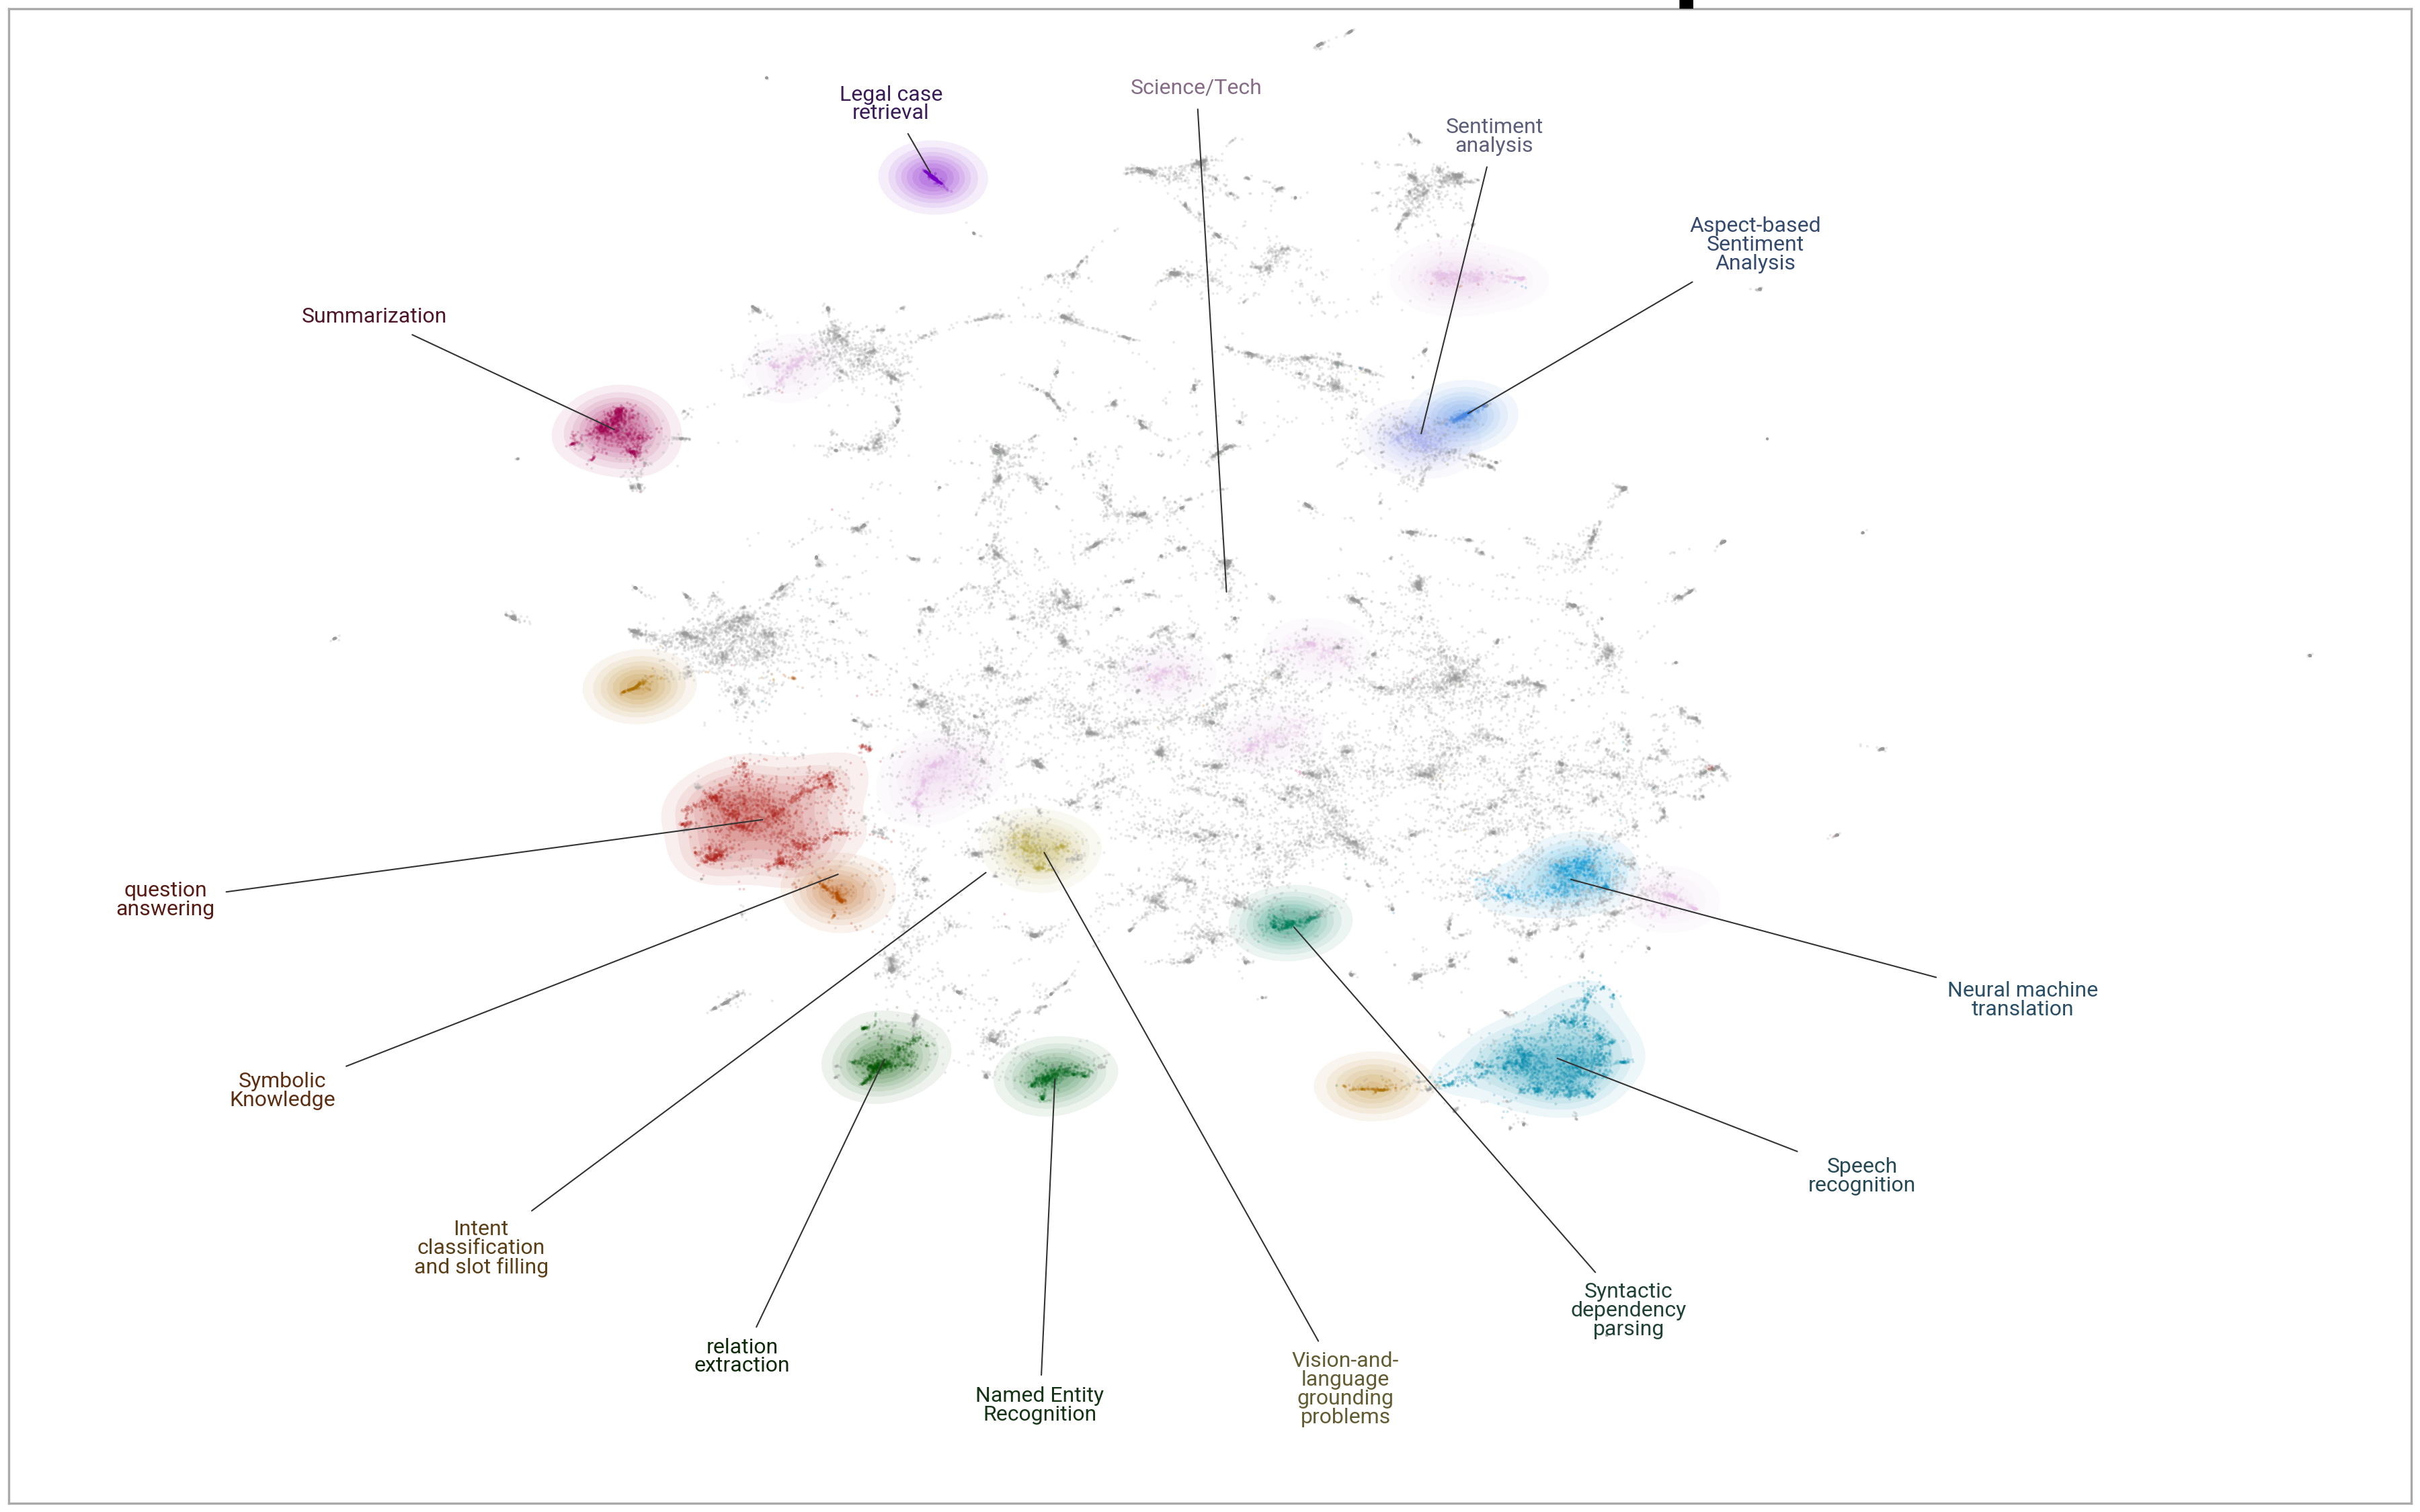 Science/Tech
Legal case
retrieval
Sentiment
analysis
Aspect-based
Sentiment
Analysis
Summarization
question
answering
Neural machine
translation
Symbolic
Knowledge
Speech
recognition
Intent
classification
and slot filling
Syntactic
dependency
parsing
relation
extraction
Named Entity
Recognition
Vision-and-
language
grounding
problems